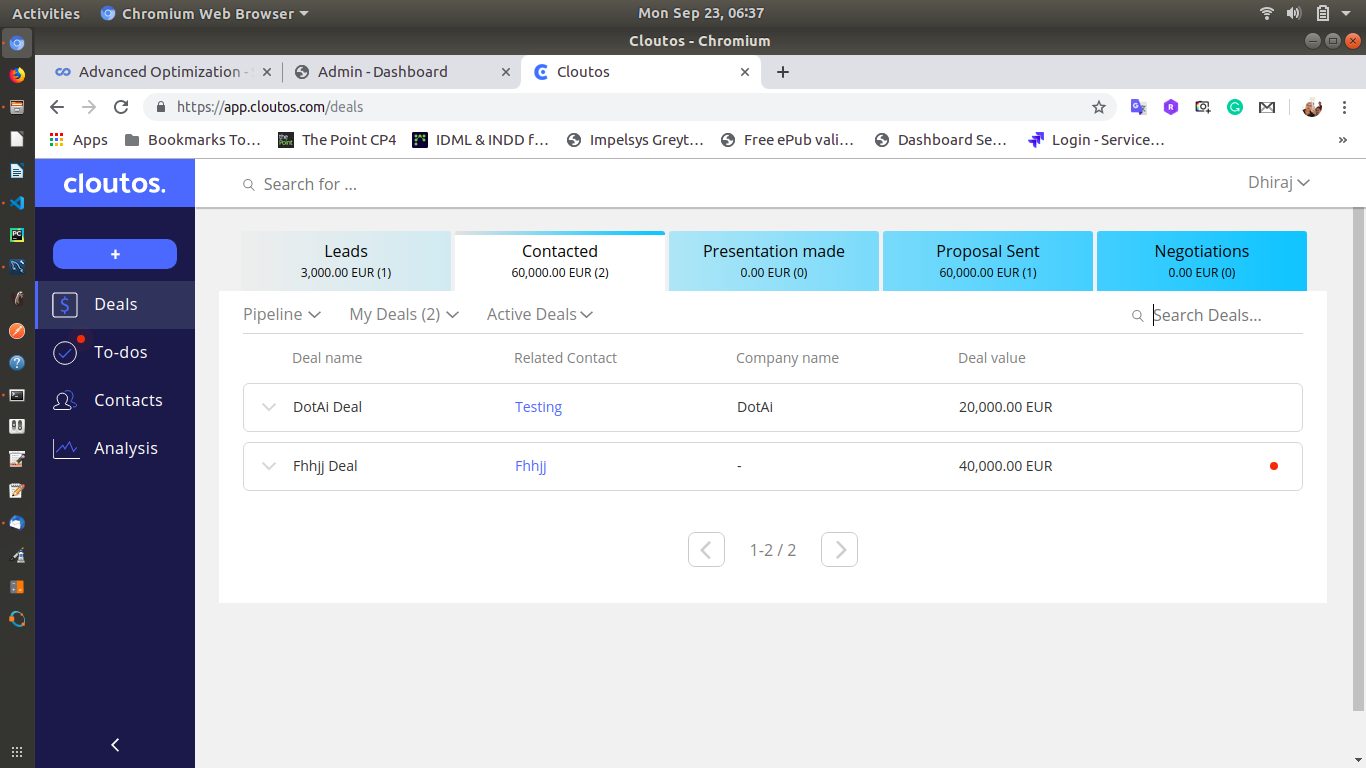 Activities Chromium Web Browser Mon Sep 23, 06:37
Cloutos - Chromium
Advanced Optimization - Admin - Dashboard Cloutos
https://app.cloutos.com/deals
Apps Bookmarks To… The Point CP4 IDML & INDD f… Impelsys Greyt… Free ePub vali… Dashboard Se… Login - Service… »
cloutos. Search for ... Dhiraj
+
Deals
To-dos
Contacts
Analysis
Leads Contacted Presentation made Proposal Sent Negotiations
3,000.00 EUR (1) 60,000.00 EUR (2) 0.00 EUR (0) 60,000.00 EUR (1) 0.00 EUR (0)
Pipeline My Deals (2) Active Deals Search Deals...
Deal name Related Contact Company name Deal value
DotAi Deal Testing DotAi 20,000.00 EUR
Fhhjj Deal Fhhjj - 40,000.00 EUR
1-2 / 2